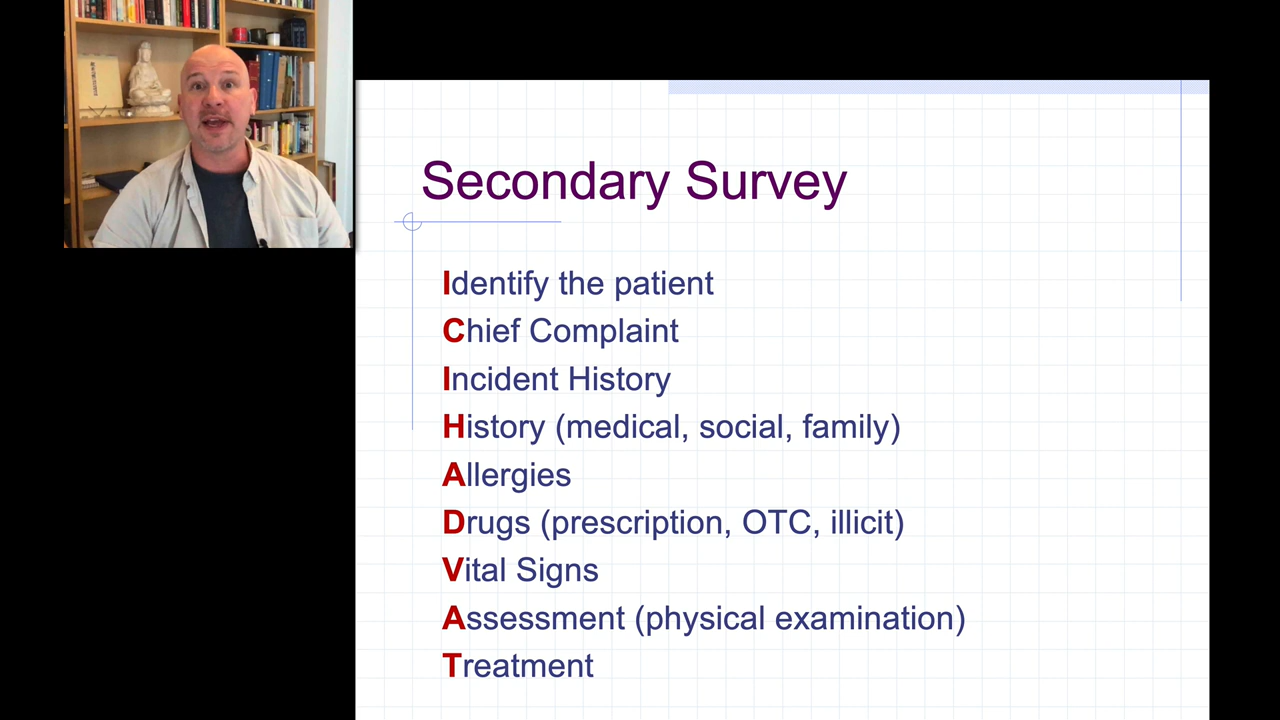 Secondary Survey
Identify the patient
Chief Complaint
Incident History
History (medical, social, family)
Allergies
Drugs (prescription, OTC, illicit)
Vital Signs
Assessment (physical examination)
Treatment